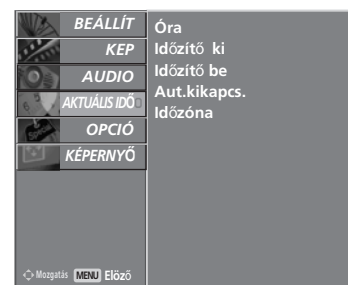 BEÁLLÍT
KEP
AUDIO
AKTUÁLIS IDŐ
OPCIÓ
KÉPERNYŐ
Mozgatás MENU Előző
Óra
Időzítő ki
Időzítő be
Aut.kikapcs.
Időzóna